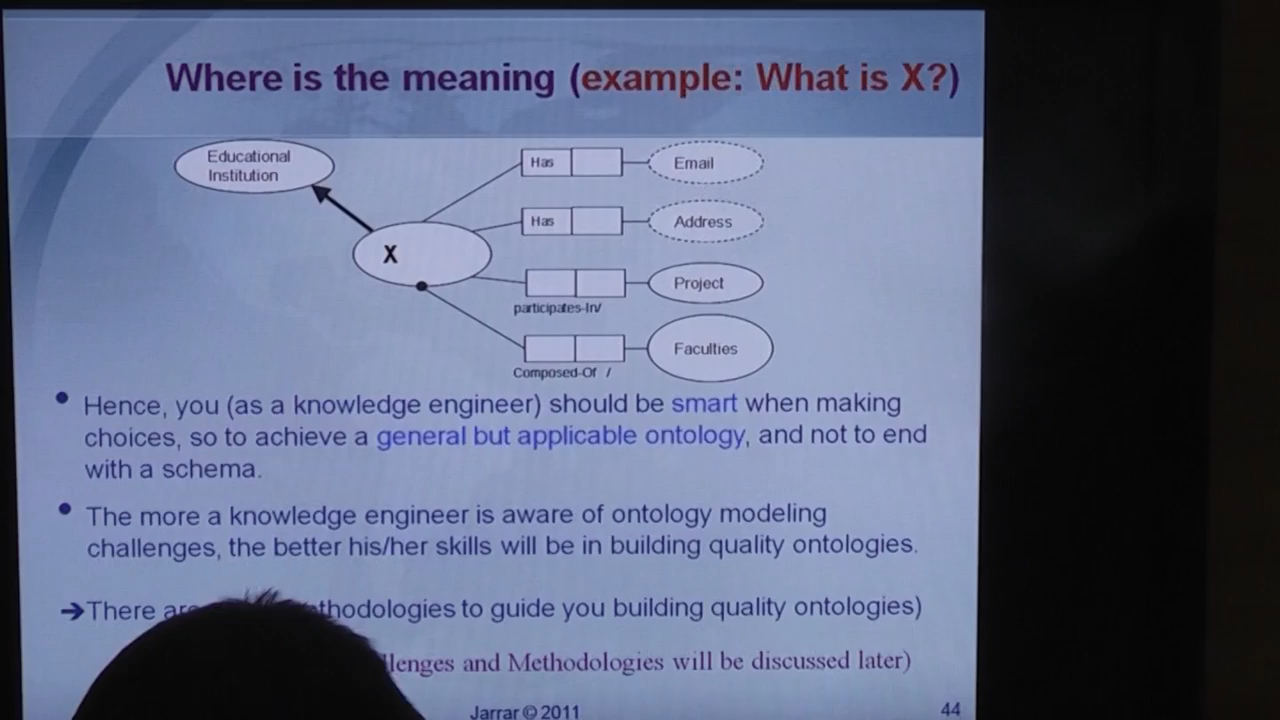 Where is the meaning (example: What is X?)
Educational
Institution
Has
Email
Has
Address
X
Project
participates-In/
Faculties
Composed-Of /
• Hence, you (as a knowledge engineer) should be smart when making
choices, so to achieve a general but applicable ontology, and not to end
with a schema.
• The more a knowledge engineer is aware of ontology modeling
challenges, the better his/her skills will be in building quality ontologies.
➔There to guide you building quality ontologies)
and Methodologies will be discussed later)
Jarrar © 2011
44